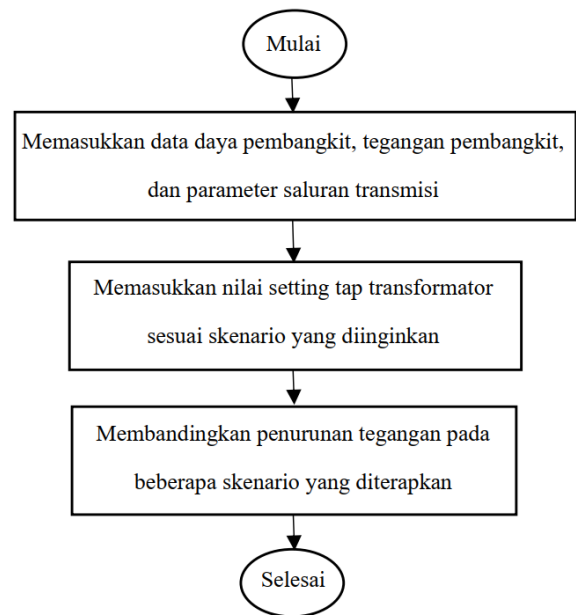 Mulai
Memasukkan data daya pembangkit, tegangan pembangkit,
dan parameter saluran transmisi
Memasukkan nilai setting tap transformator
sesuai skenario yang diinginkan
Membandingkan penurunan tegangan pada
beberapa skenario yang diterapkan
Selesai